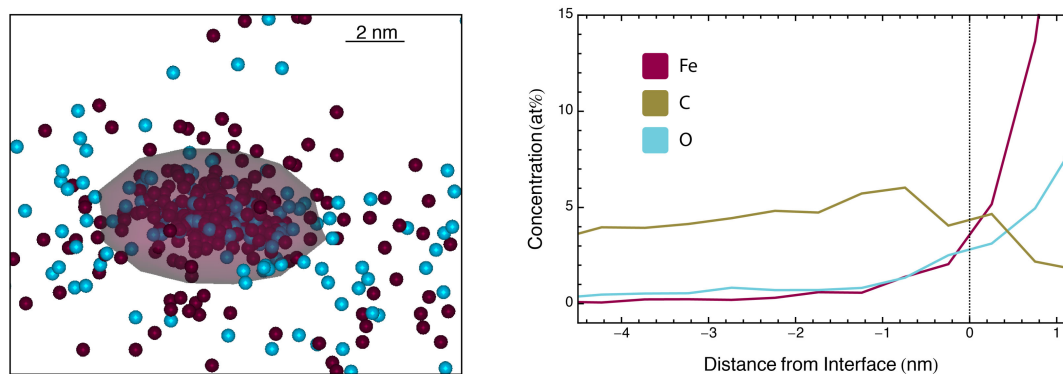 2 nm
Concentration (at%)
15
10
5
0
Fe
C
O
−4
−3
−2
−1
0
1
Distance from Interface (nm)